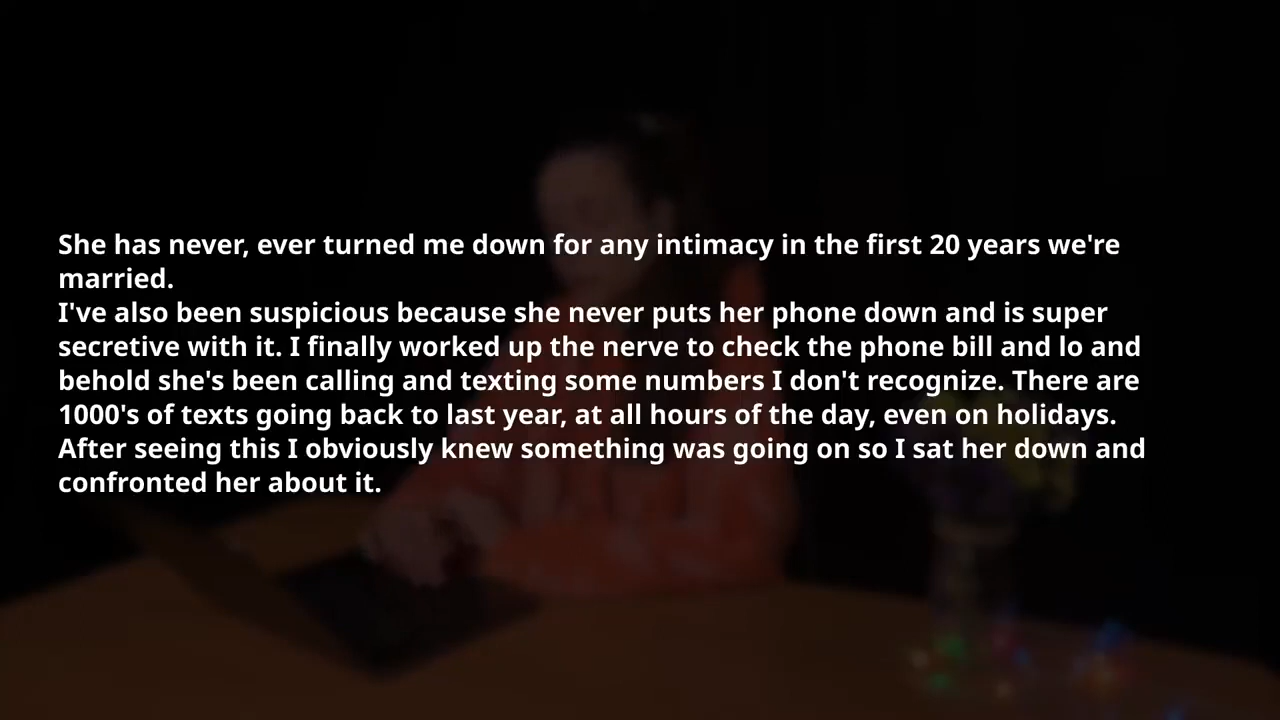 She has never, ever turned me down for any intimacy in the first 20 years we're
married.
I've also been suspicious because she never puts her phone down and is super
secretive with it. I finally worked up the nerve to check the phone bill and lo and
behold she's been calling and texting some numbers I don't recognize. There are
1000's of texts going back to last year, at all hours of the day, even on holidays.
After seeing this I obviously knew something was going on so I sat her down and
confronted her about it.